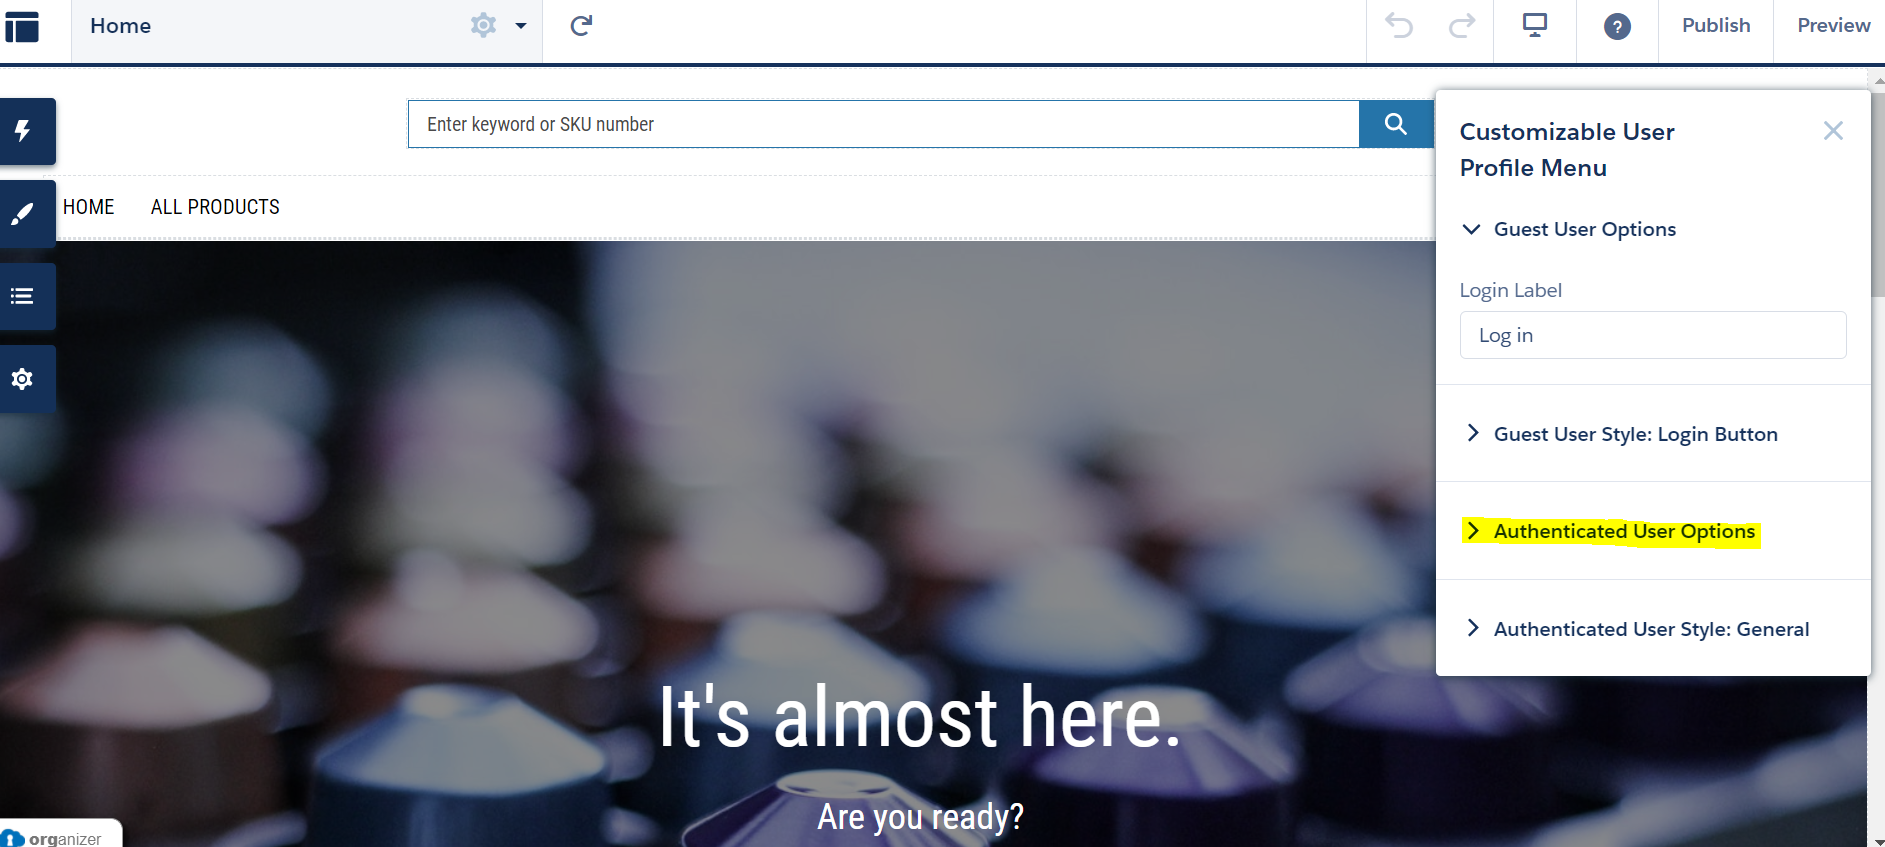 Home
?
Publish
Preview
Enter keyword or SKU number
HOME
ALL PRODUCTS
Customizable User
Profile Menu
Guest User Options
Login Label
Log in
Guest User Style: Login Button
Authenticated User Options
Authenticated User Style: General
It's almost here.
Are you ready?
organizer